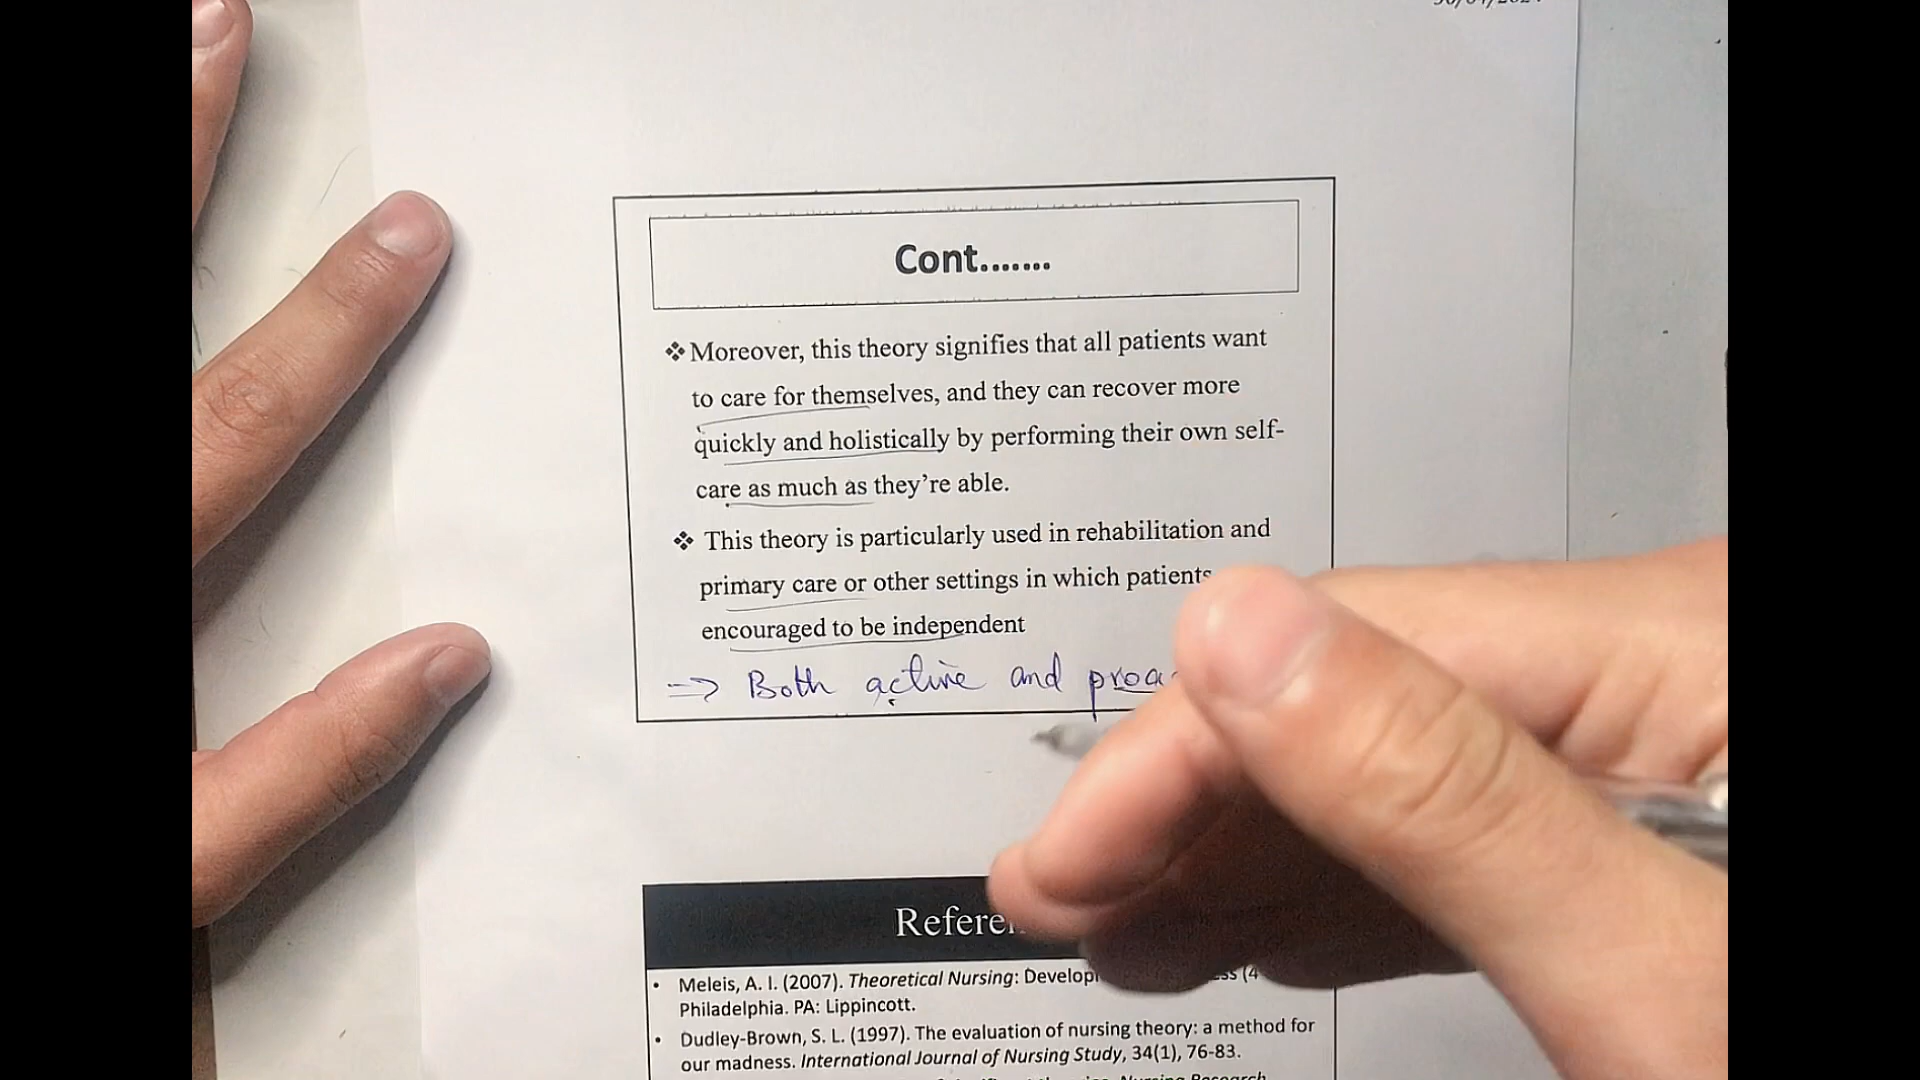 Cont.......
❖ Moreover, this theory signifies that all patients want
to care for themselves, and they can recover more
quickly and holistically by performing their own self-
care as much as they're able.
❖ This theory is particularly used in rehabilitation and
primary care or other settings in which patients
encouraged to be independent
=> Both active and
• Meleis, A. I. (2007). Theoretical Nursing:
Philadelphia. PA: Lippincott.
• Dudley-Brown, S. L. (1997). The evaluation of nursing theory: a method for
our madness. International Journal of Nursing Study, 34(1), 76-83.